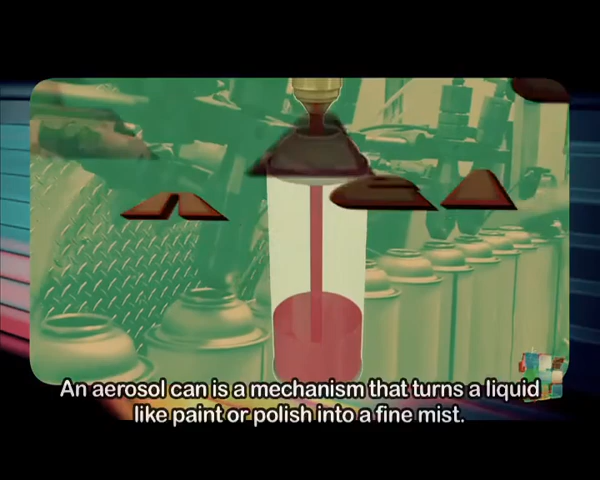 An aerosol can is a mechanism that turns a liquid
like paint or polish into a fine mist.